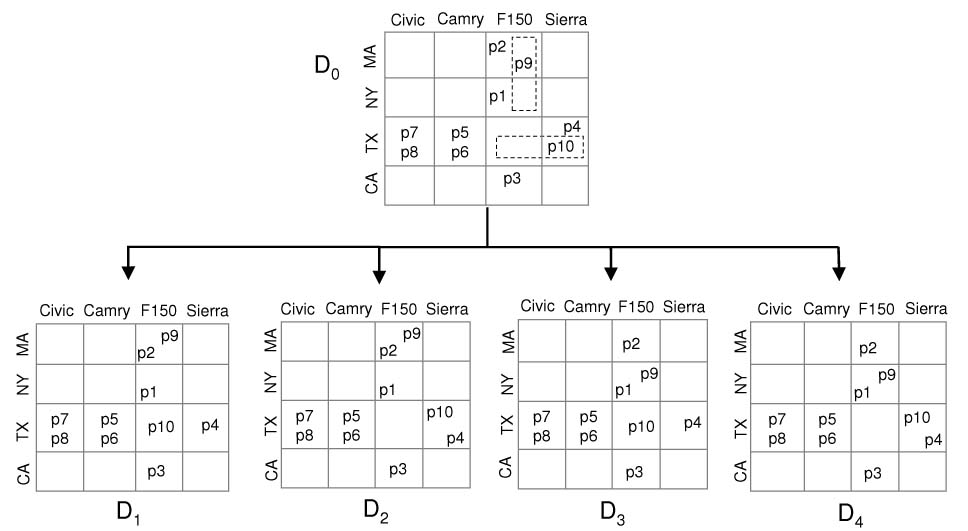 Civic Camry F150 Sierra
D0
MA p2 p9
NY p1
TX p7 p8 p5 p6 p4 p10
CA p3
Civic Camry F150 Sierra
MA p2 p9
NY p1
TX p7 p8 p5 p6 p10 p4
CA p3
D1
Civic Camry F150 Sierra
MA p2 p9
NY p1
TX p7 p8 p5 p6 p10 p4
CA p3
D2
Civic Camry F150 Sierra
MA p2
NY p1 p9
TX p7 p8 p5 p6 p10 p4
CA p3
D3
Civic Camry F150 Sierra
MA p2
NY p1 p9
TX p7 p8 p5 p6 p10 p4
CA p3
D4